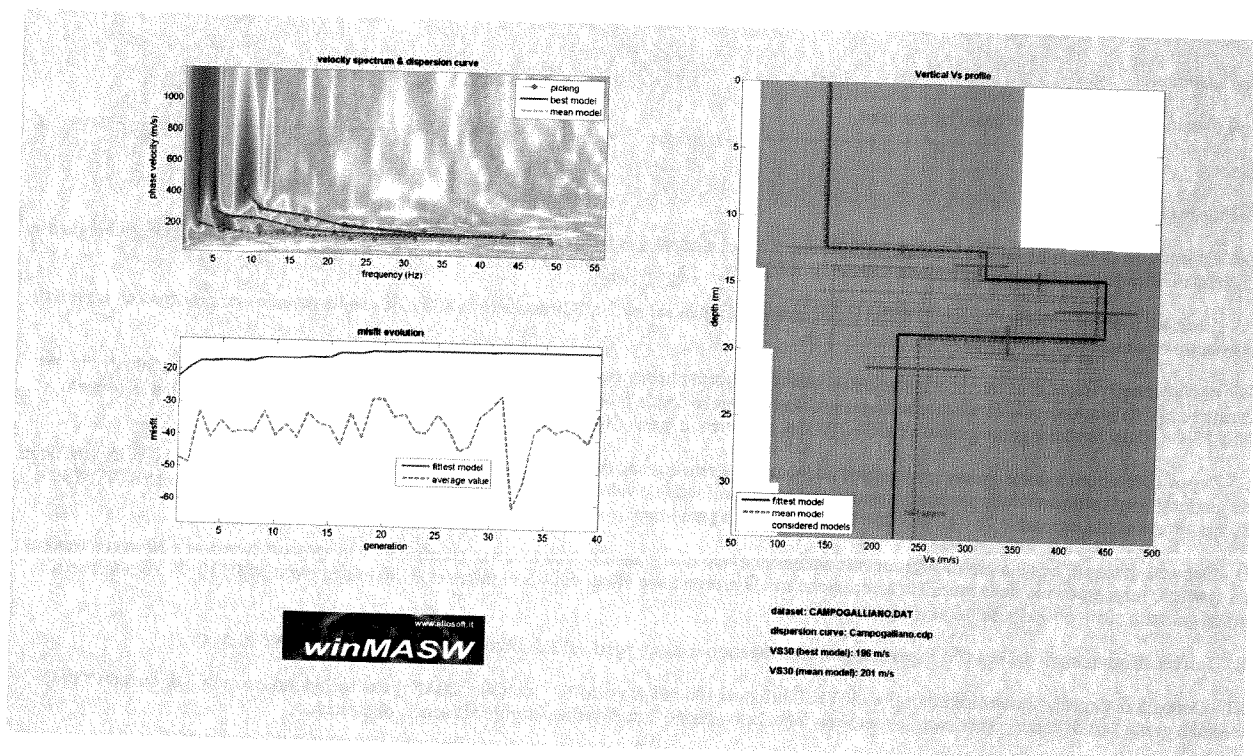 velocity spectrum & dispersion curve
1000
800
600
400
200
phase velocity (m/s)
picking
best model
mean model
5 10 15 20 25 30 35 40 45 50 55
frequency (Hz)
misfit evolution
-20
-30
-40
-50
-60
misfit
fittest model
average value
5 10 15 20 25 30 35 40
generation
www.eliosoft.it
winMASW
Vertical Vs profile
0
5
10
15
20
25
30
depth (m)
fittest model
mean model
considered models
50 100 150 200 250 300 350 400 450 500
Vs (m/s)
dataset: CAMPOGALLIANO.DAT
dispersion curve: Campogalliano.cdp
VS30 (best model): 196 m/s
VS30 (mean model): 201 m/s